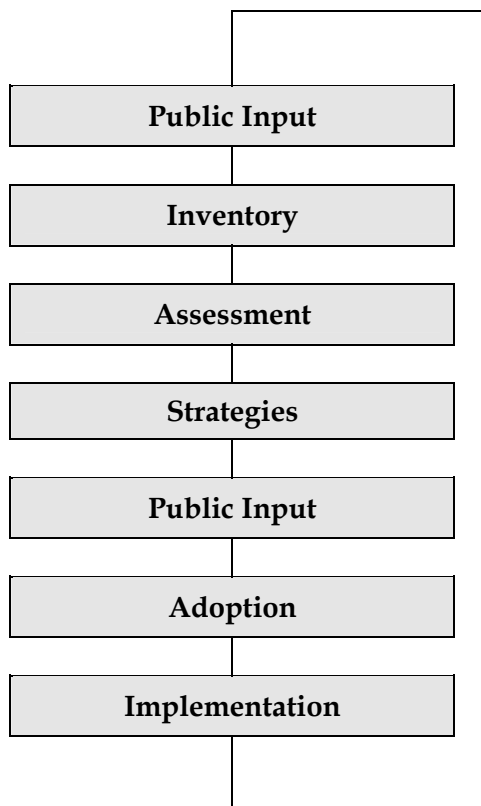 Public Input
Inventory
Assessment
Strategies
Public Input
Adoption
Implementation